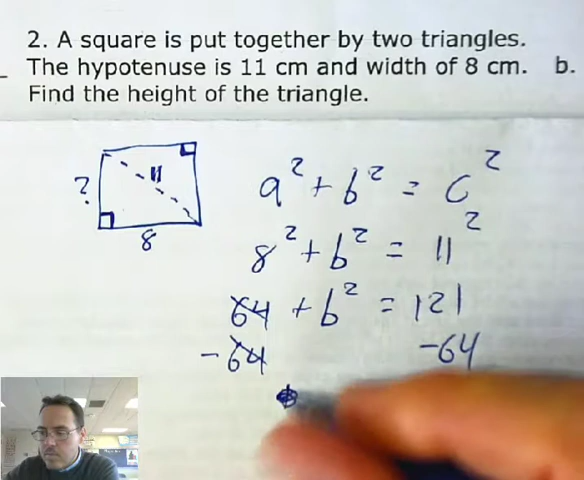 2. A square is put together by two triangles.
The hypotenuse is 11 cm and width of 8 cm. b.
Find the height of the triangle.
11
?
8
a² + b² = c²
8² + b² = 11²
64 + b² = 121
-64 -64